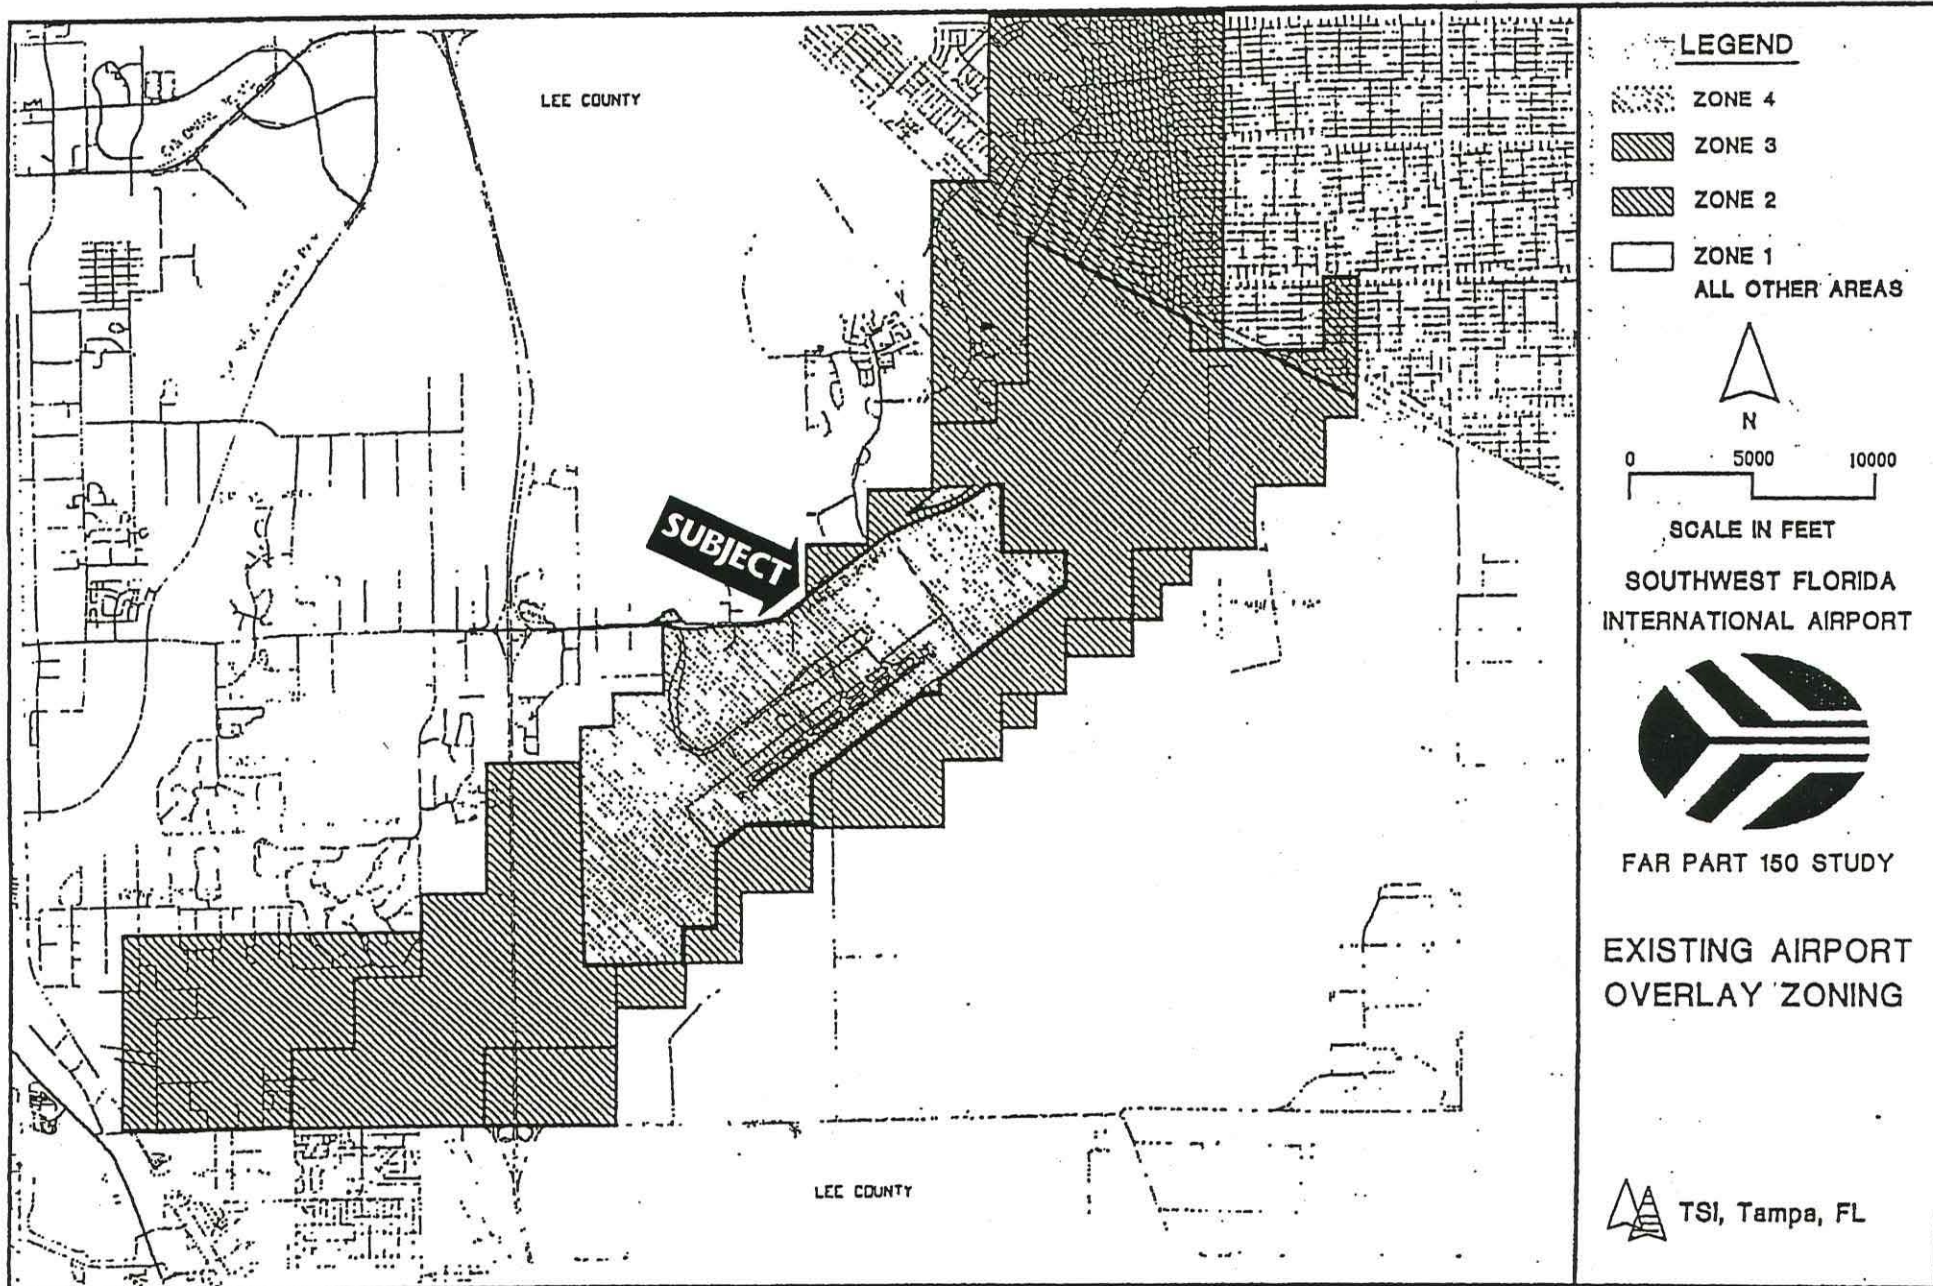 LEE COUNTY
SUBJECT
LEE COUNTY
LEGEND
ZONE 4
ZONE 3
ZONE 2
ZONE 1
ALL OTHER AREAS
N
0 5000 10000
SCALE IN FEET
SOUTHWEST FLORIDA
INTERNATIONAL AIRPORT
FAR PART 150 STUDY
EXISTING AIRPORT
OVERLAY ZONING
TSI, Tampa, FL